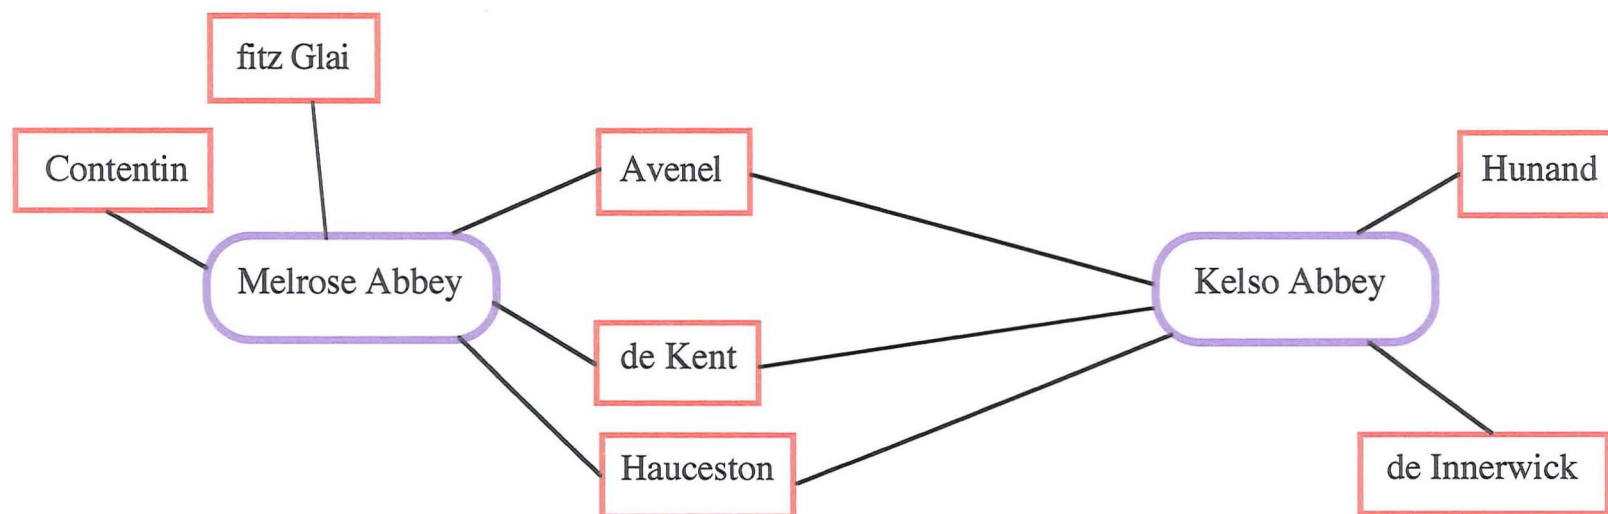 fitz Glai
Contentin
Avenel
Hunand
Melrose Abbey
Kelso Abbey
de Kent
Hauceston
de Innerwick